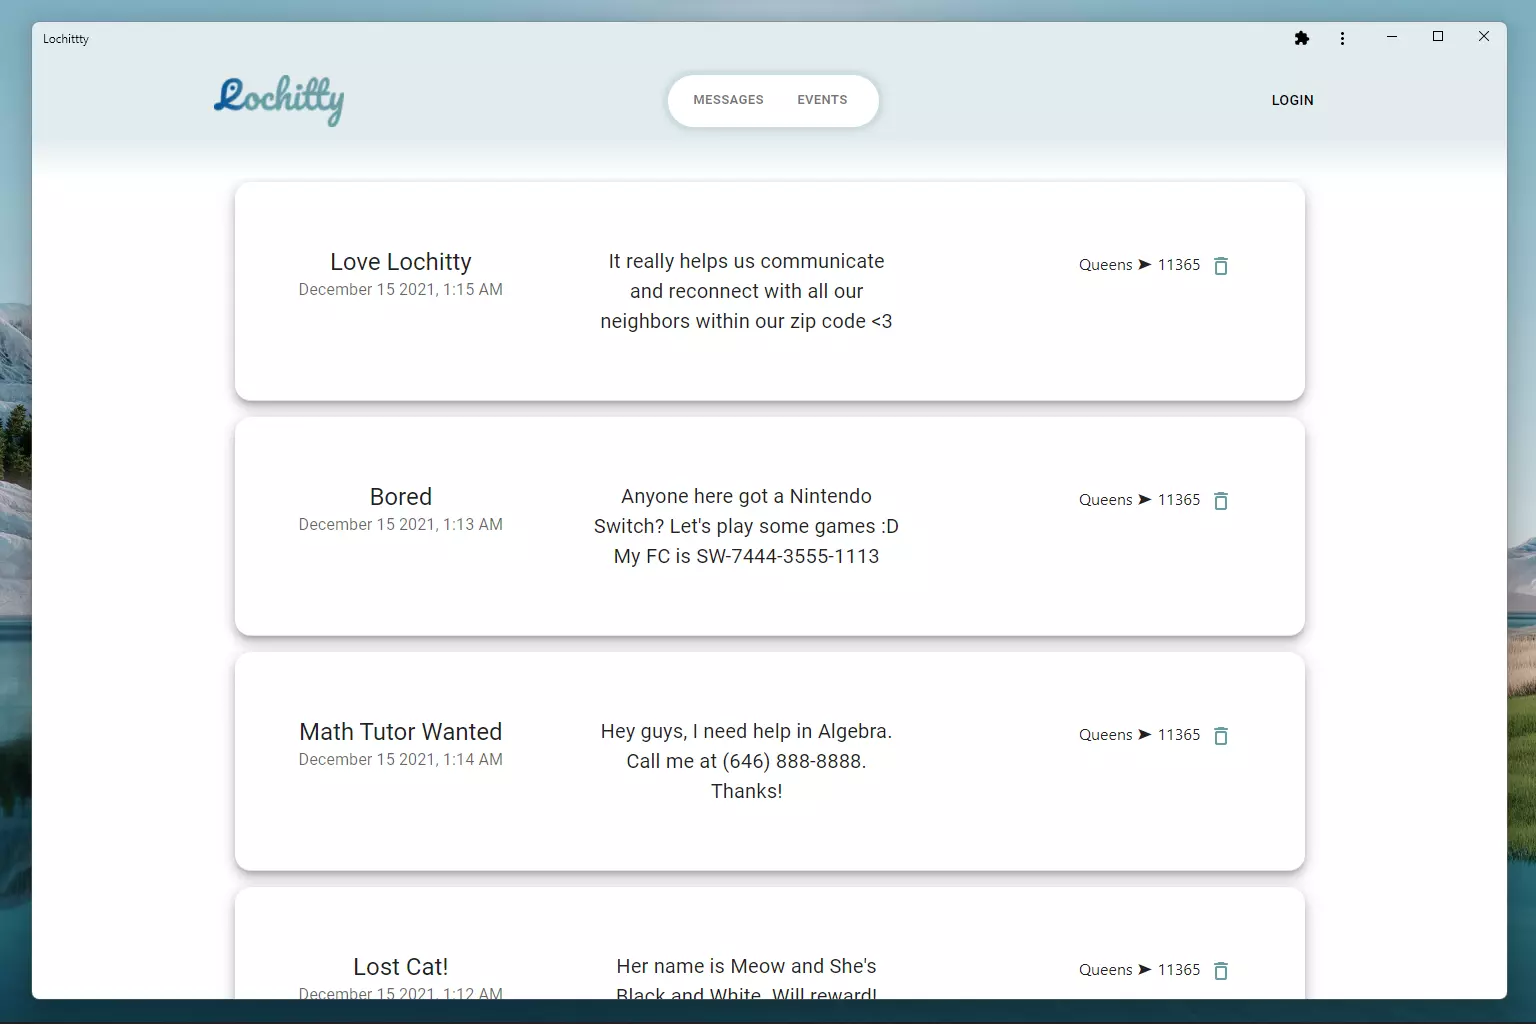 Lochittty
Lochitty
MESSAGES
EVENTS
LOGIN
Love Lochitty
December 15 2021, 1:15 AM
It really helps us communicate
and reconnect with all our
neighbors within our zip code <3
Queens ➤ 11365
Bored
December 15 2021, 1:13 AM
Anyone here got a Nintendo
Switch? Let's play some games :D
My FC is SW-7444-3555-1113
Queens ➤ 11365
Math Tutor Wanted
December 15 2021, 1:14 AM
Hey guys, I need help in Algebra.
Call me at (646) 888-8888.
Thanks!
Queens ➤ 11365
Lost Cat!
December 15 2021, 1:12 AM
Her name is Meow and She's
Black and White. Will reward!
Queens ➤ 11365